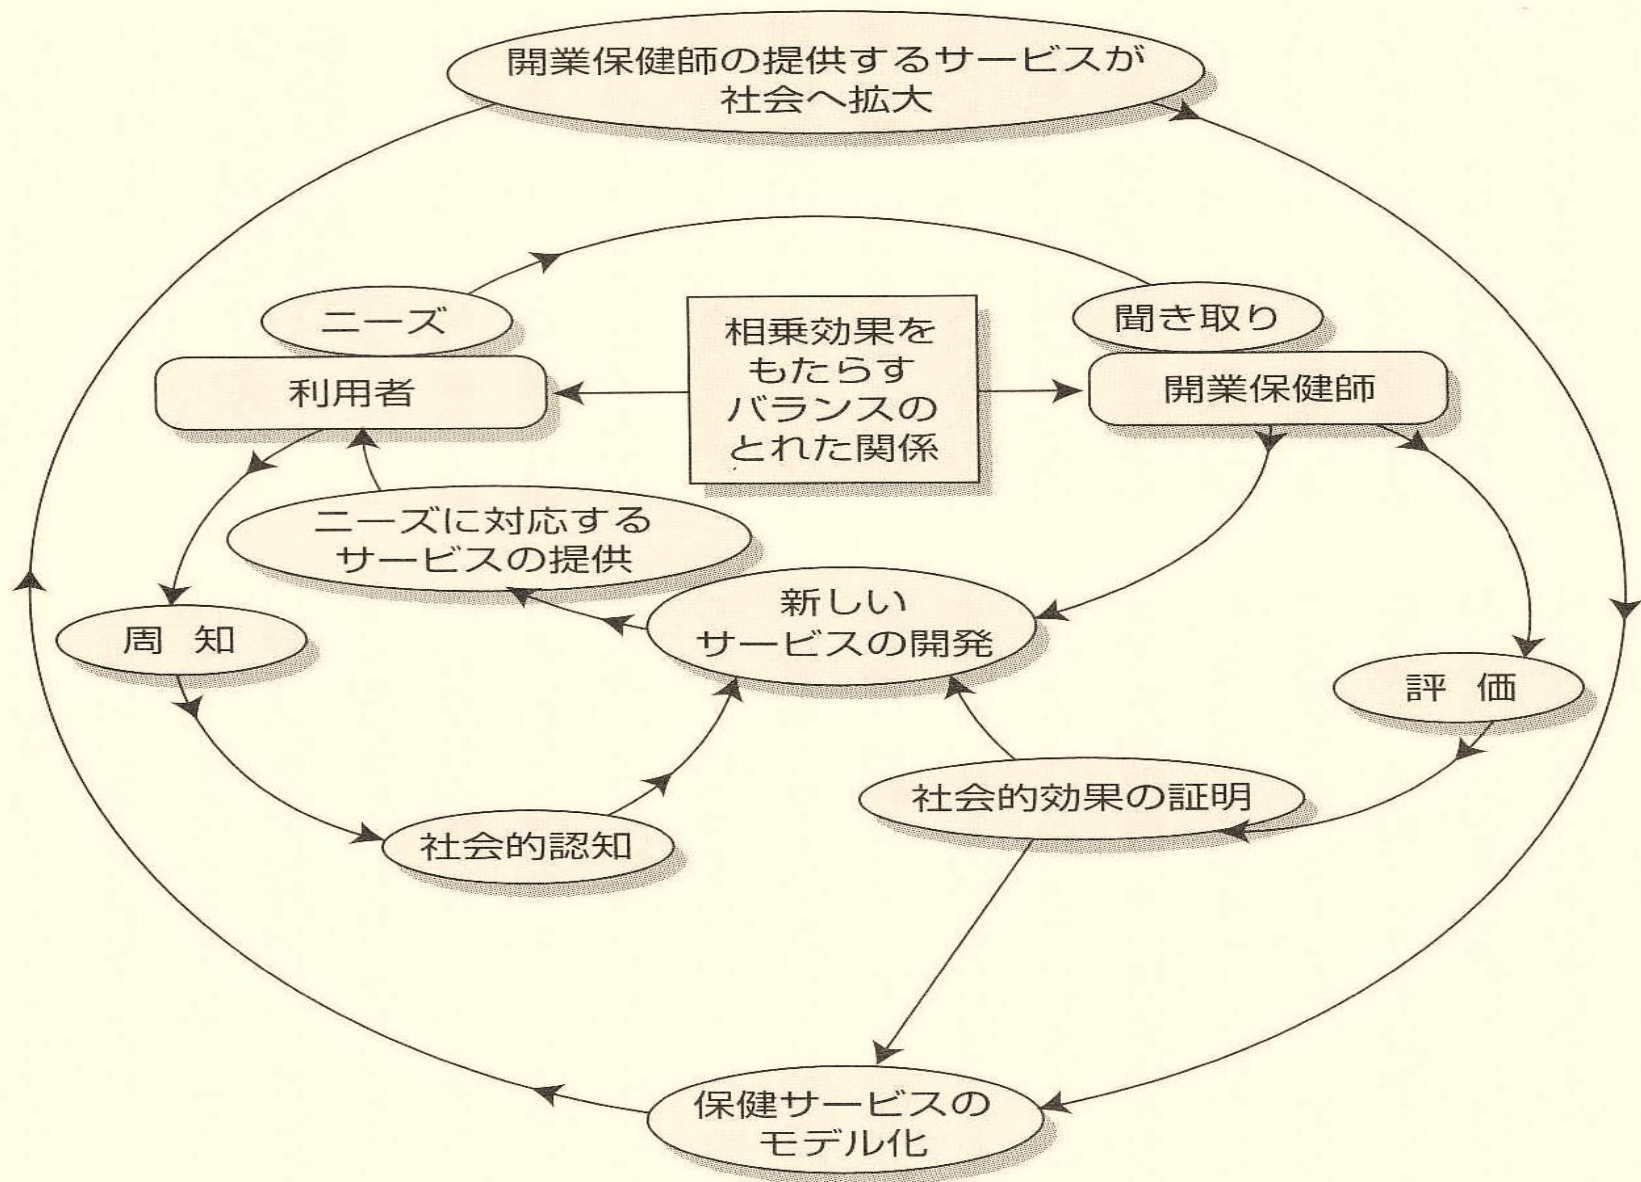 開業保健師の提供するサービスが
社会へ拡大
ニーズ
利用者
相乗効果を
もたらす
バランスの
とれた関係
聞き取り
開業保健師
ニーズに対応する
サービスの提供
新しい
サービスの開発
周 知
評 価
社会的効果の証明
社会的認知
保健サービスの
モデル化